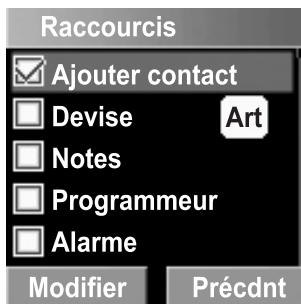 Raccourcis
Ajouter contact
Devise
Art
Notes
Programmeur
Alarme
Modifier Précdnt